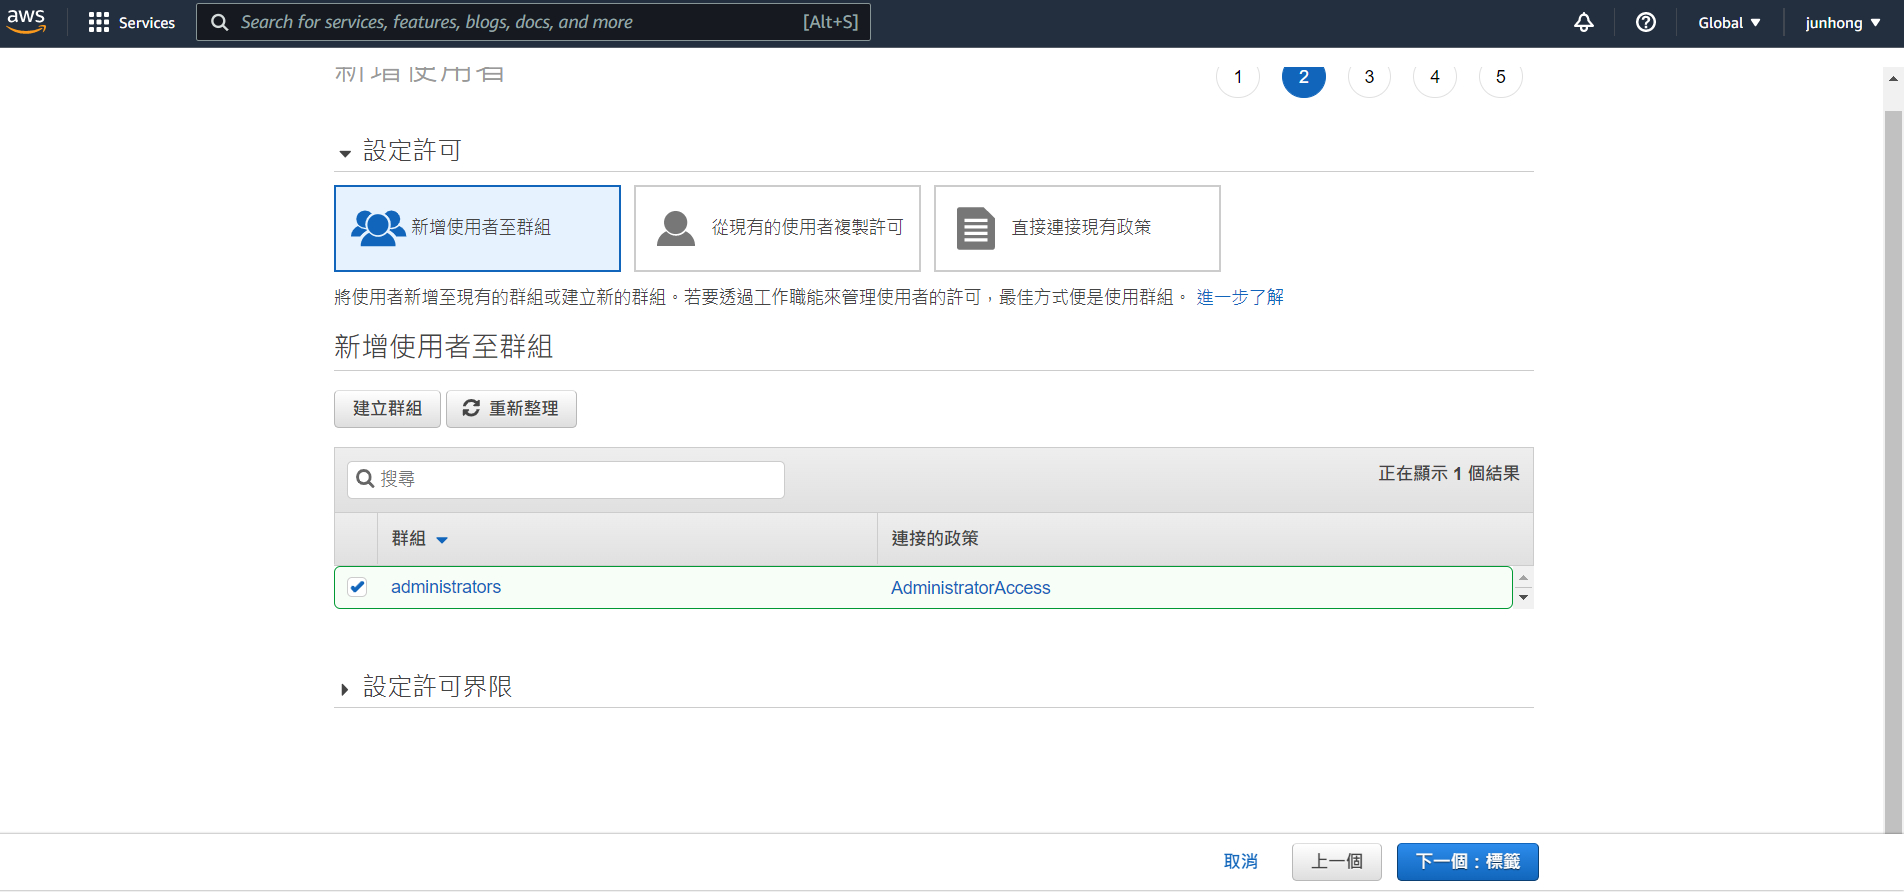 aws Services Search for services, features, blogs, docs, and more [Alt+S] Global ▼ junhong ▼
新增使用者 1 2 3 4 5
設定許可
新增使用者至群組 從現有的使用者複製許可 直接連接現有政策
將使用者新增至現有的群組或建立新的群組。若要透過工作職能來管理使用者的許可，最佳方式便是使用群組。 進一步了解
新增使用者至群組
建立群組 重新整理
搜尋 正在顯示 1 個結果
群組 連接的政策
administrators AdministratorAccess
設定許可界限
取消 上一個 下一個：標籤